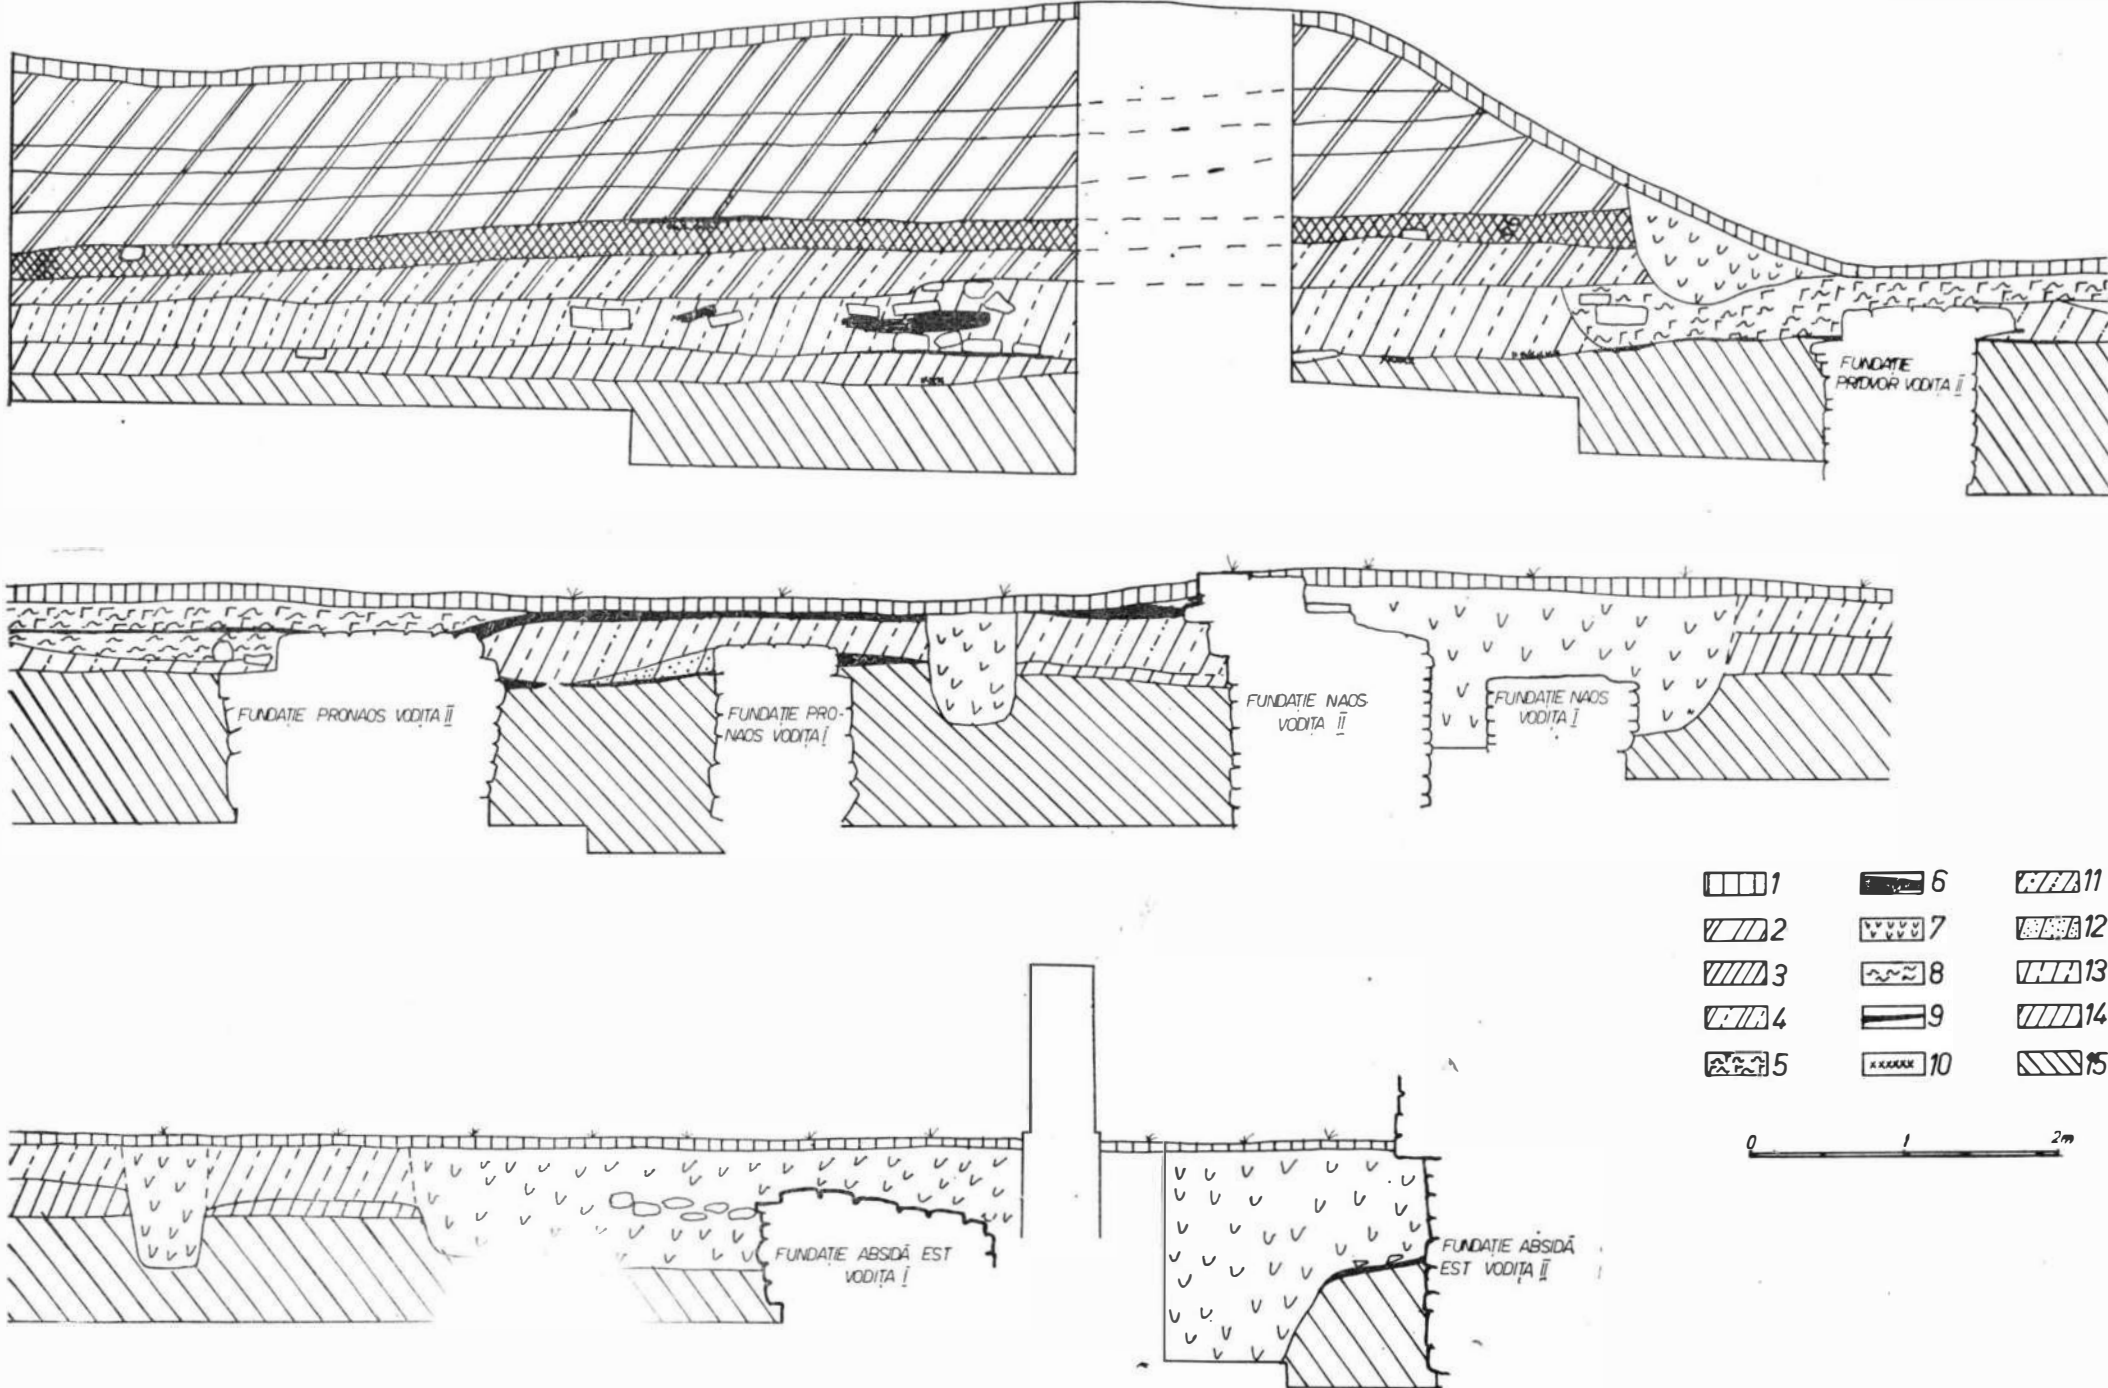 FUNDAȚIE
PRIDVOR VODIȚA II
FUNDAȚIE PRONAOS VODIȚA II
FUNDAȚIE PRO-
NAOS VODIȚA I
FUNDAȚIE NAOS
VODIȚA II
FUNDAȚIE NAOS
VODIȚA I
1
2
3
4
5
6
7
8
9
10
11
12
13
14
15
0 1 2m
FUNDAȚIE ABSIDĂ EST
VODIȚA I
FUNDAȚIE ABSIDĂ
EST VODIȚA II